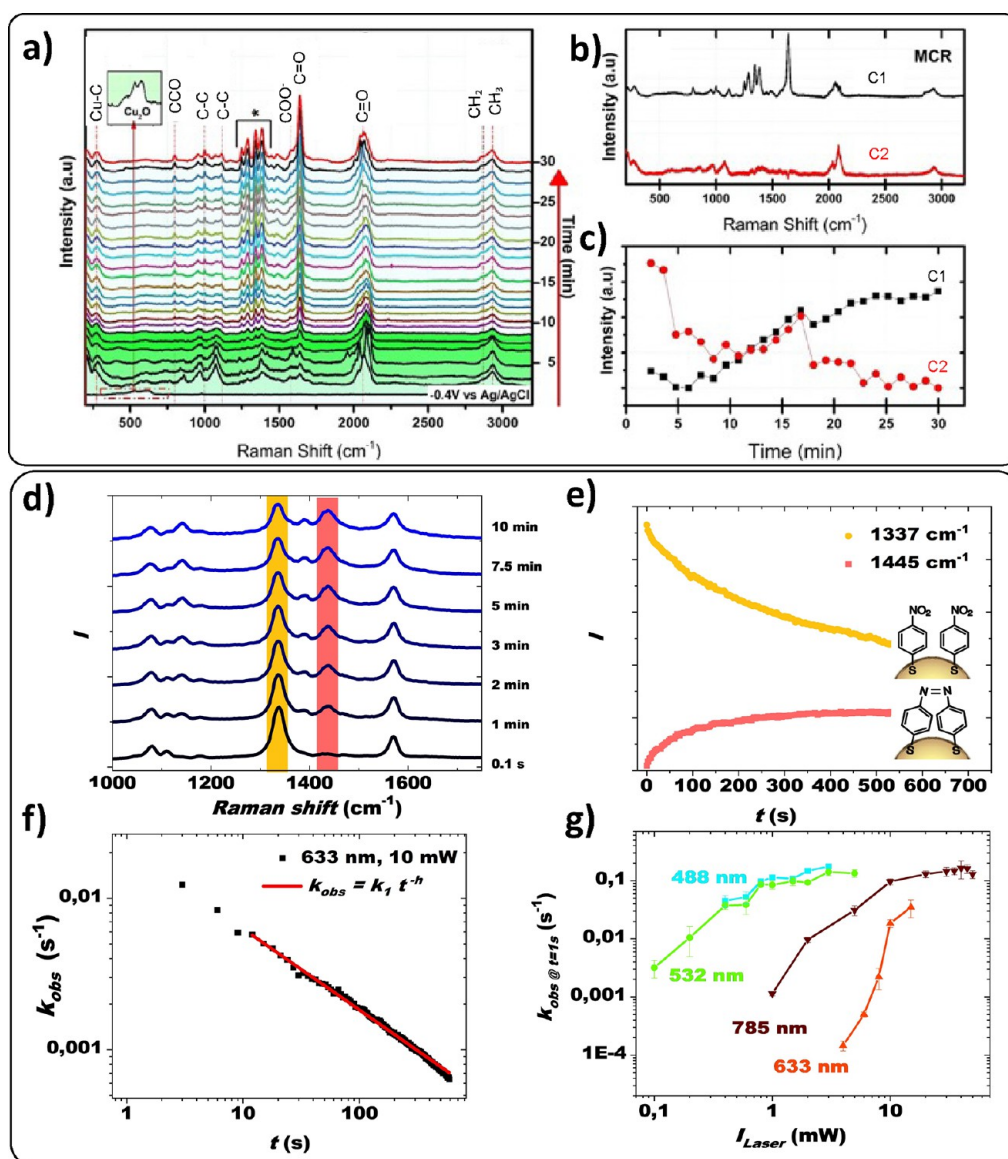 a)
Intensity (a.u)
Cu-C
Cu₂O
CCO
C-C
C-C
*
COO⁻
C=O
C≡O
CH₂
CH₃
30
25
20
15
10
5
Time (min)
-0.4V vs Ag/AgCl
500 1000 1500 2000 2500 3000
Raman Shift (cm⁻¹)
b)
MCR
Intensity (a.u)
C1
C2
500 1000 1500 2000 2500 3000
Raman Shift (cm⁻¹)
c)
Intensity (a.u)
C1
C2
0 5 10 15 20 25 30
Time (min)
d)
I
10 min
7.5 min
5 min
3 min
2 min
1 min
0.1 s
1000 1200 1400 1600
Raman shift (cm⁻¹)
e)
I
1337 cm⁻¹
1445 cm⁻¹
NO₂ NO₂
S S
N=N
S S
0 100 200 300 400 500 600 700
t (s)
f)
633 nm, 10 mW
k_obs = k₁ t⁻ʰ
0,01
0,001
k_obs (s⁻¹)
1 10 100
t (s)
g)
488 nm
532 nm
785 nm
633 nm
0,1
0,01
0,001
1E-4
k_obs @ t=1s (s⁻¹)
0,1 1 10
I_Laser (mW)